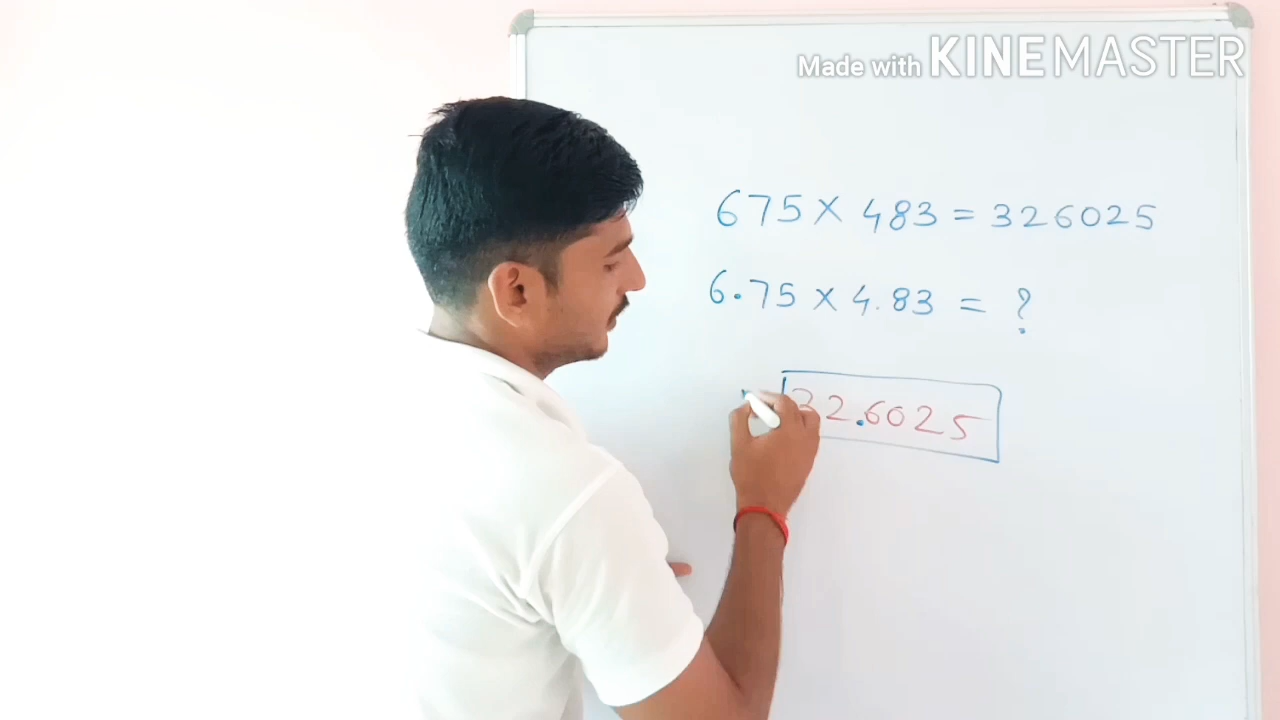 Made with KINEMASTER
675 × 483 = 326025
6.75 × 4.83 = ?
32.6025